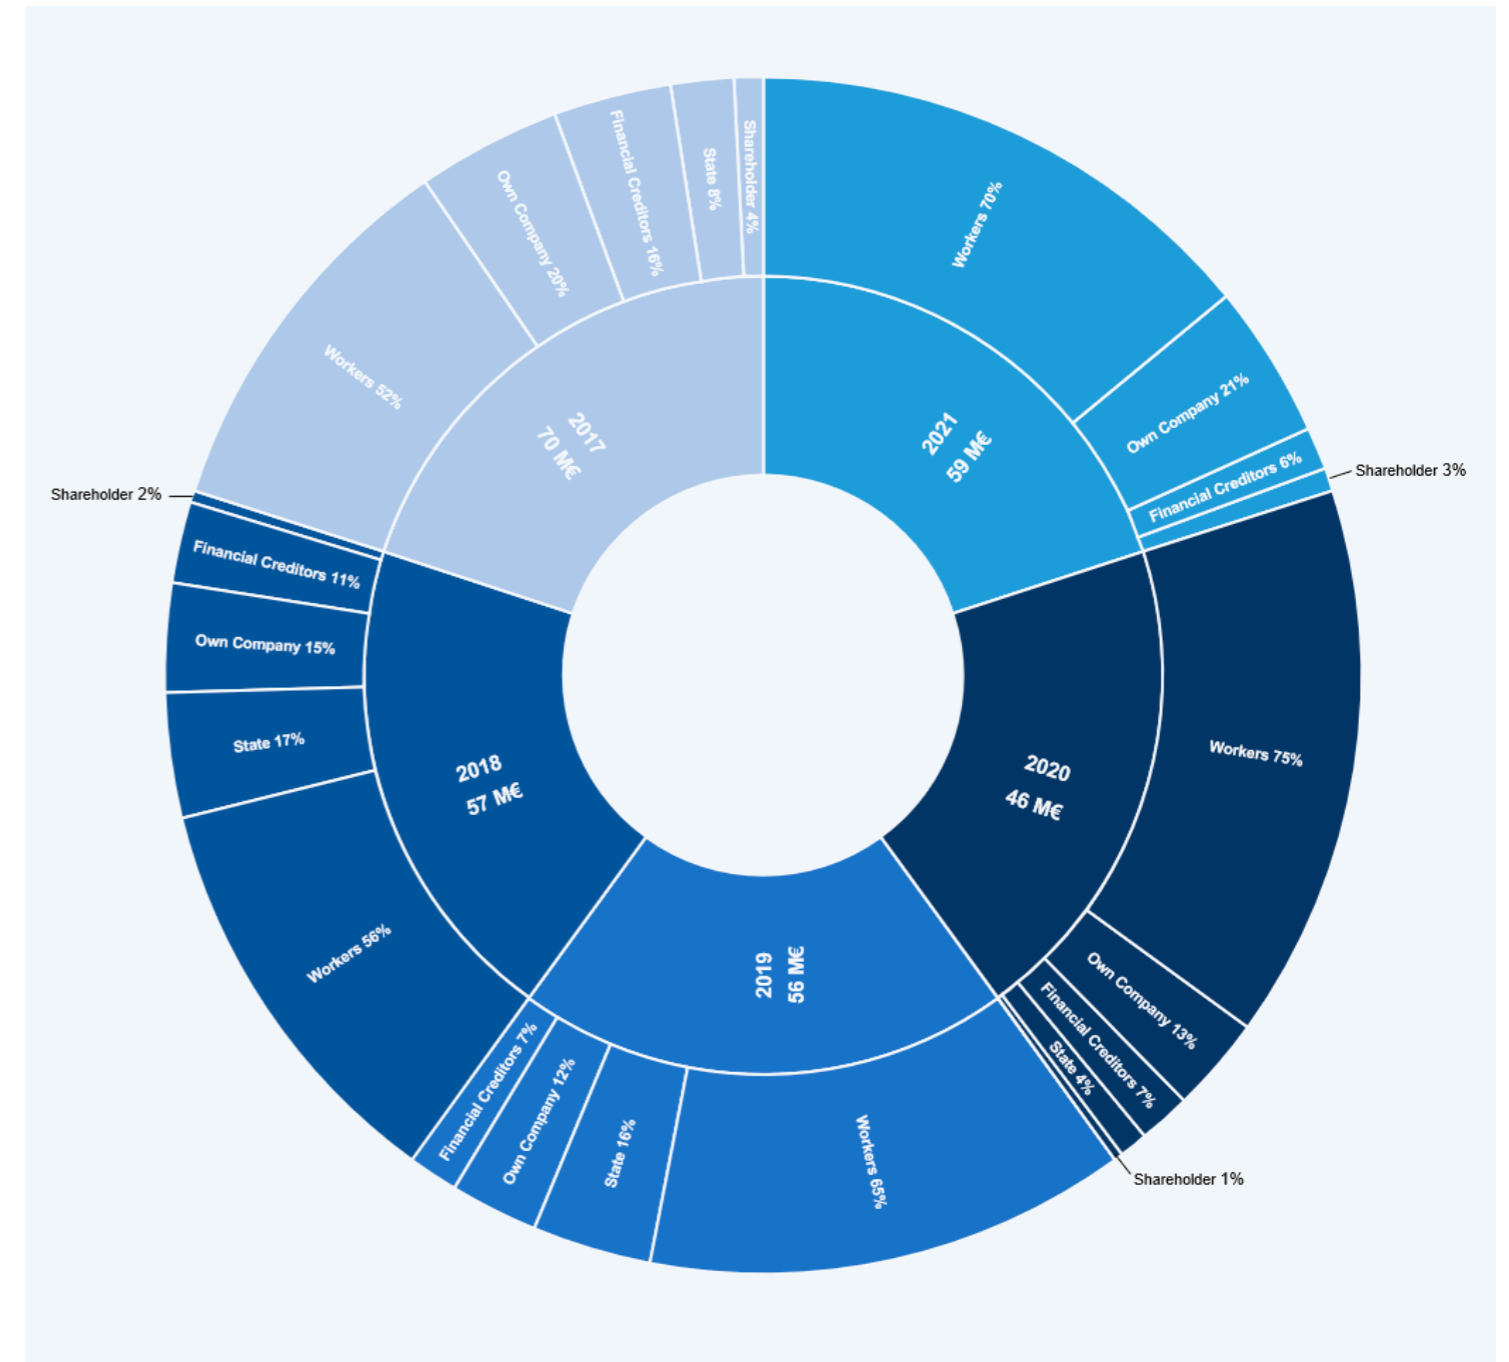 2021
59 M€
Workers 70%
Own Company 21%
Financial Creditors 6%
Shareholder 3%
2020
46 M€
Workers 75%
Own Company 13%
Financial Creditors 7%
State 4%
Shareholder 1%
2019
56 M€
Workers 65%
State 16%
Own Company 12%
Financial Creditors 7%
2018
57 M€
Workers 56%
State 17%
Own Company 15%
Financial Creditors 11%
Shareholder 2%
2017
70 M€
Workers 52%
Own Company 20%
Financial Creditors 16%
State 8%
Shareholder 4%